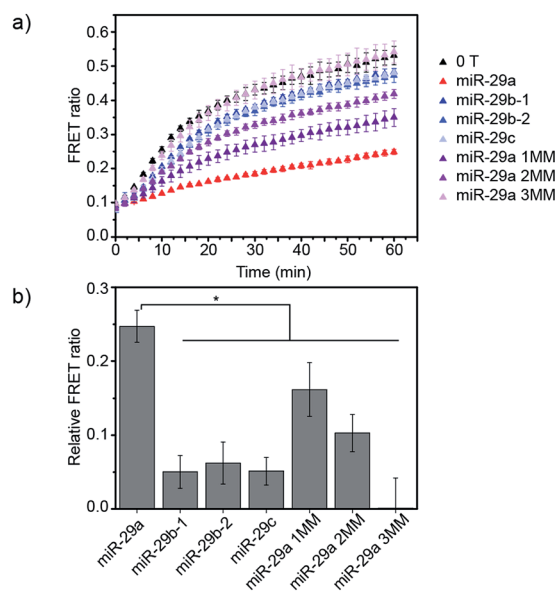 a)
FRET ratio
0.6
0.5
0.4
0.3
0.2
0.1
0.0
0 10 20 30 40 50 60
Time (min)
0 T
miR-29a
miR-29b-1
miR-29b-2
miR-29c
miR-29a 1MM
miR-29a 2MM
miR-29a 3MM
b)
Relative FRET ratio
0.3
0.2
0.1
0.0
*
miR-29a
miR-29b-1
miR-29b-2
miR-29c
miR-29a 1MM
miR-29a 2MM
miR-29a 3MM